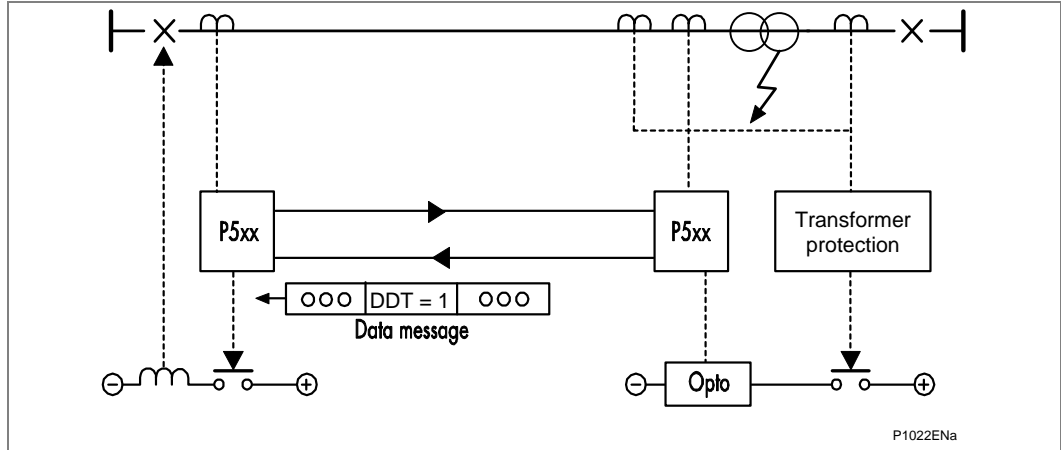 P5xx
P5xx
Transformer
protection
OOO DDT = 1 OOO
Data message
Opto
P1022ENa